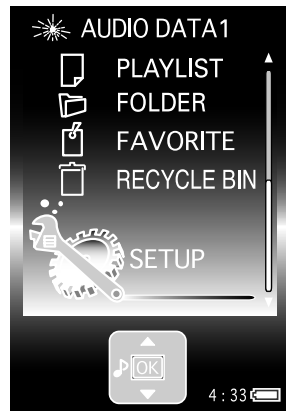 AUDIO DATA1
PLAYLIST
FOLDER
FAVORITE
RECYCLE BIN
SETUP
OK
4:33